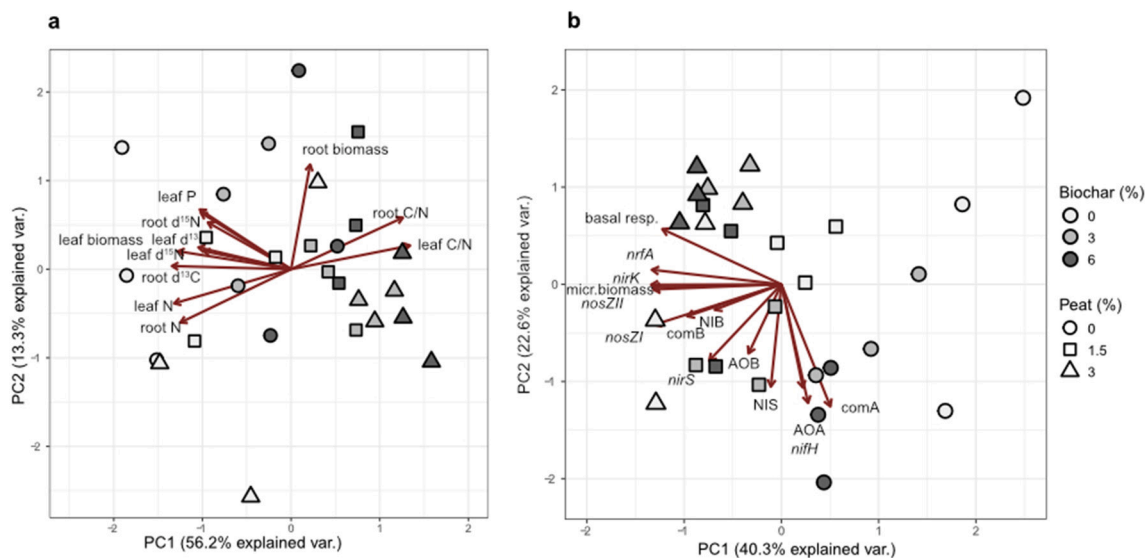 a
b
root biomass
leaf P
root d¹⁵N
root C/N
leaf biomass
leaf d¹³
leaf C/N
leaf d¹⁵N
root d¹³C
leaf N
root N
2
1
0
−1
−2
−2
−1
0
1
2
PC1 (56.2% explained var.)
PC2 (13.3% explained var.)
basal resp.
nrfA
nirK
micr.biomass
nosZII
NIB
nosZI
comB
AOB
nirS
NIS
comA
AOA
nifH
2
1
0
−1
−2
−2
−1
0
1
2
PC1 (40.3% explained var.)
PC2 (22.6% explained var.)
Biochar (%)
0
3
6
Peat (%)
0
1.5
3